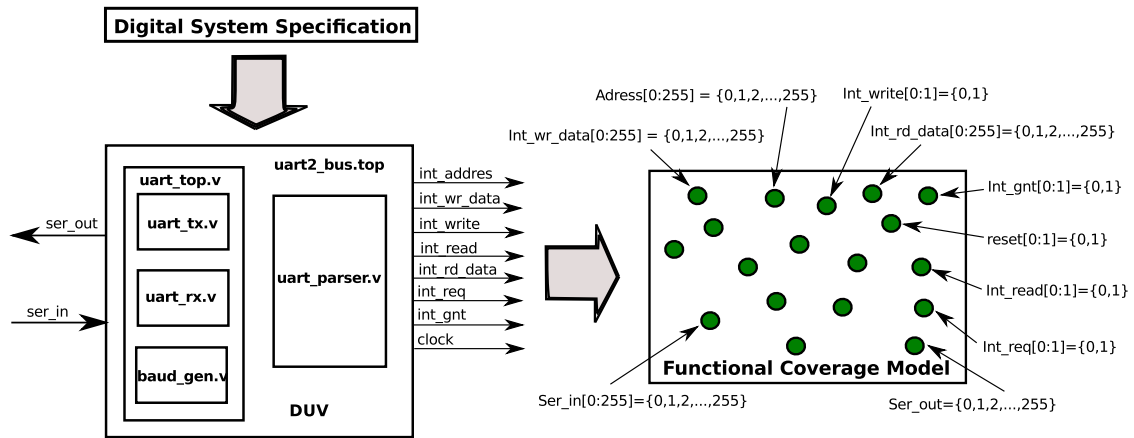 Digital System Specification
uart2_bus.top
uart_top.v
uart_tx.v
uart_rx.v
baud_gen.v
uart_parser.v
DUV
ser_out
ser_in
int_addres
int_wr_data
int_write
int_read
int_rd_data
int_req
int_gnt
clock
Adress[0:255] = {0,1,2,...,255}
Int_write[0:1]={0,1}
Int_wr_data[0:255] = {0,1,2,...,255}
Int_rd_data[0:255]={0,1,2,...,255}
Int_gnt[0:1]={0,1}
reset[0:1]={0,1}
Int_read[0:1]={0,1}
Int_req[0:1]={0,1}
Functional Coverage Model
Ser_in[0:255]={0,1,2,...,255}
Ser_out={0,1,2,...,255}